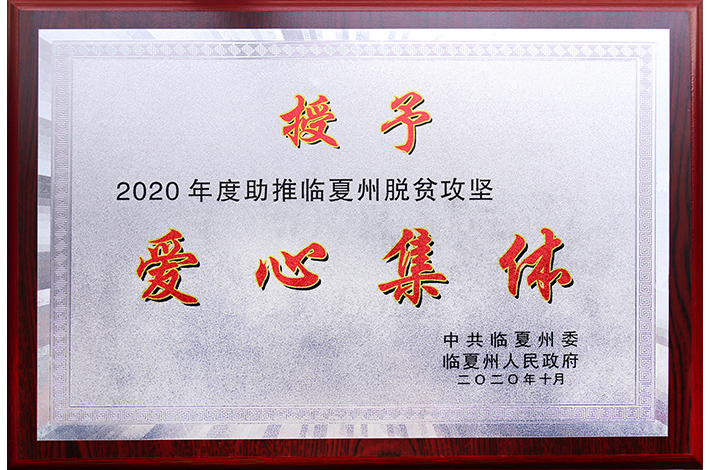 授予
2020年度助推临夏州脱贫攻坚
爱心集体
中共临夏州委
临夏州人民政府
二〇二〇年十月